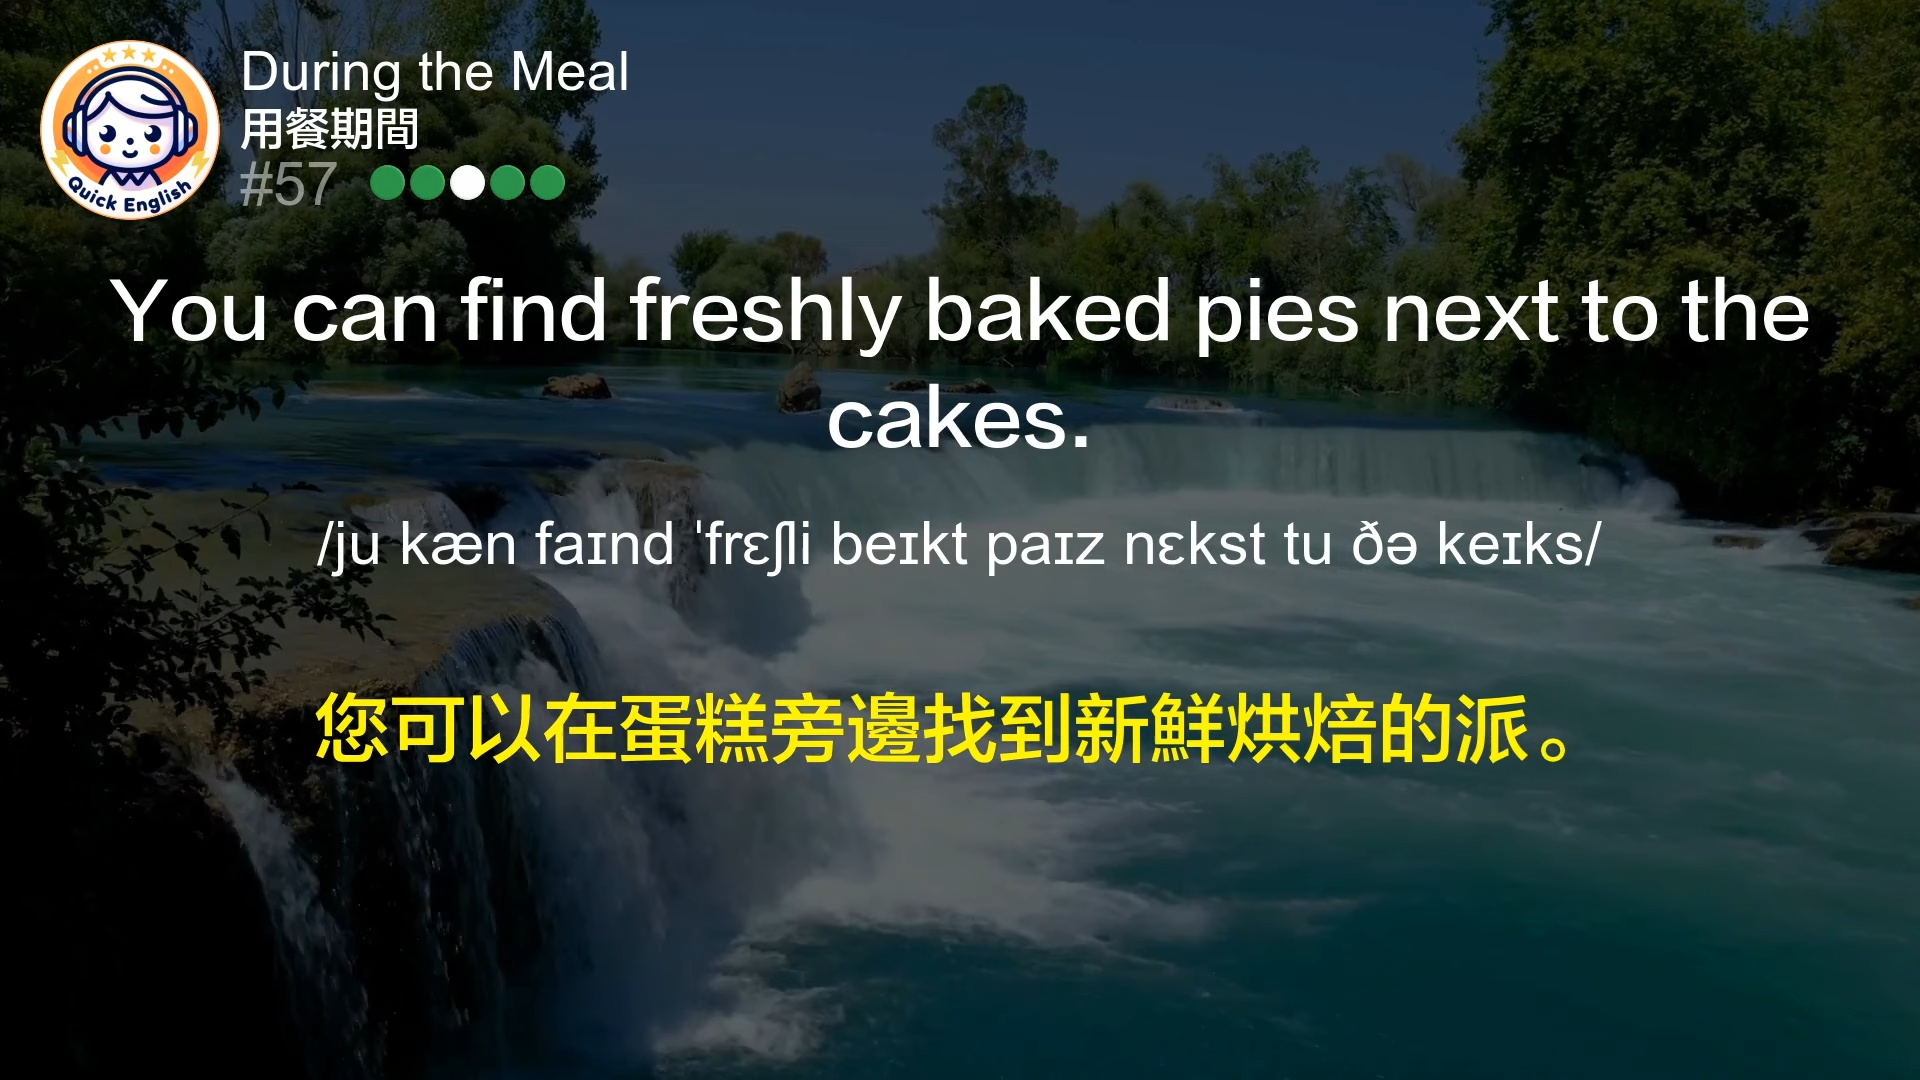 Quick English
During the Meal
用餐期間
#57
You can find freshly baked pies next to the
cakes.
/ju kæn faɪnd ˈfrɛʃli beɪkt paɪz nɛkst tu ðə keɪks/
您可以在蛋糕旁邊找到新鮮烘焙的派。